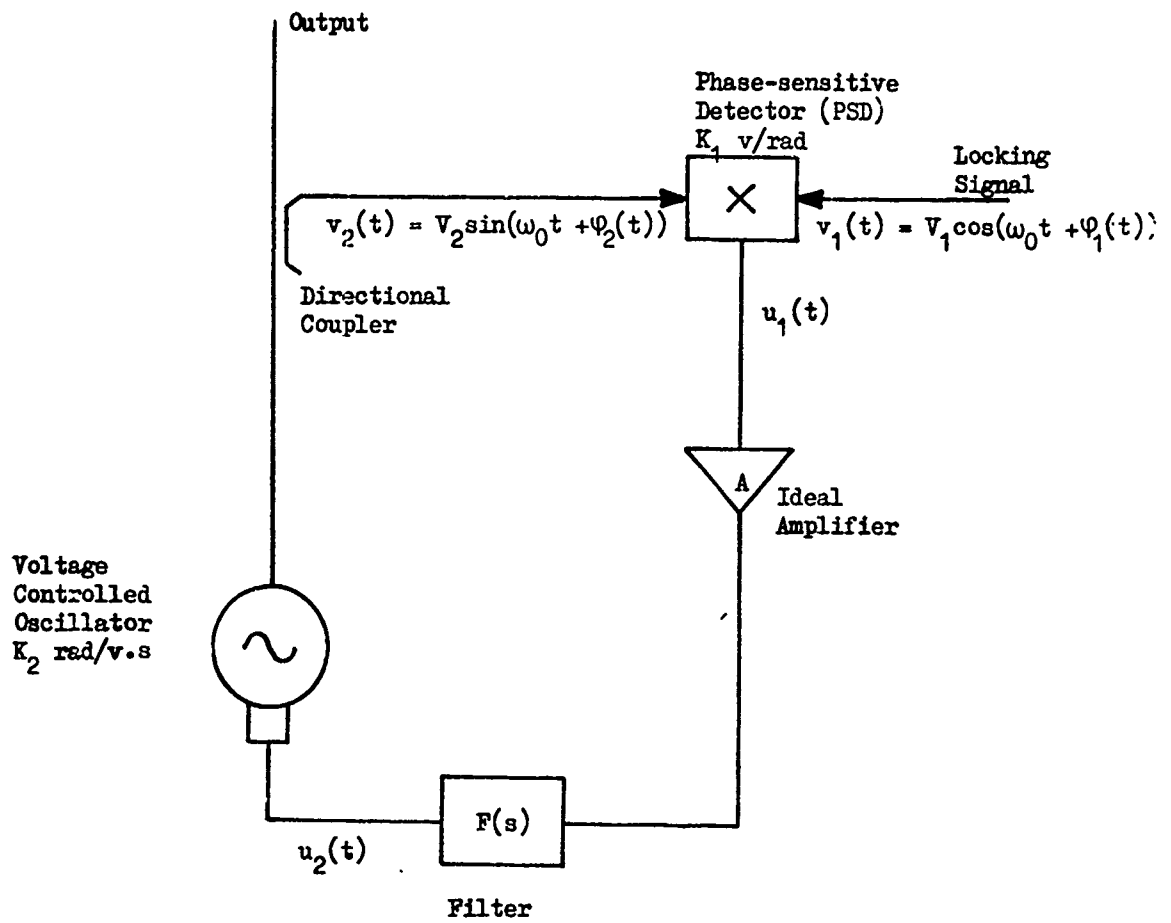 Output
Phase-sensitive
Detector (PSD)
K₁ v/rad
Locking
Signal
v₂(t) = V₂sin(ω₀t +φ₂(t))
v₁(t) = V₁cos(ω₀t +φ₁(t))
Directional
Coupler
u₁(t)
A
Ideal
Amplifier
Voltage
Controlled
Oscillator
K₂ rad/v.s
F(s)
u₂(t)
Filter